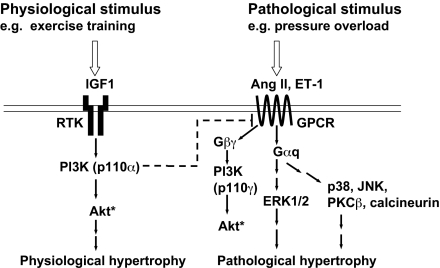 Physiological stimulus
e.g. exercise training
Pathological stimulus
e.g. pressure overload
IGF1
Ang II, ET-1
RTK
GPCR
Gβγ
Gαq
PI3K (p110α)
PI3K
(p110γ)
p38, JNK,
PKCβ, calcineurin
ERK1/2
Akt*
Akt*
Physiological hypertrophy
Pathological hypertrophy